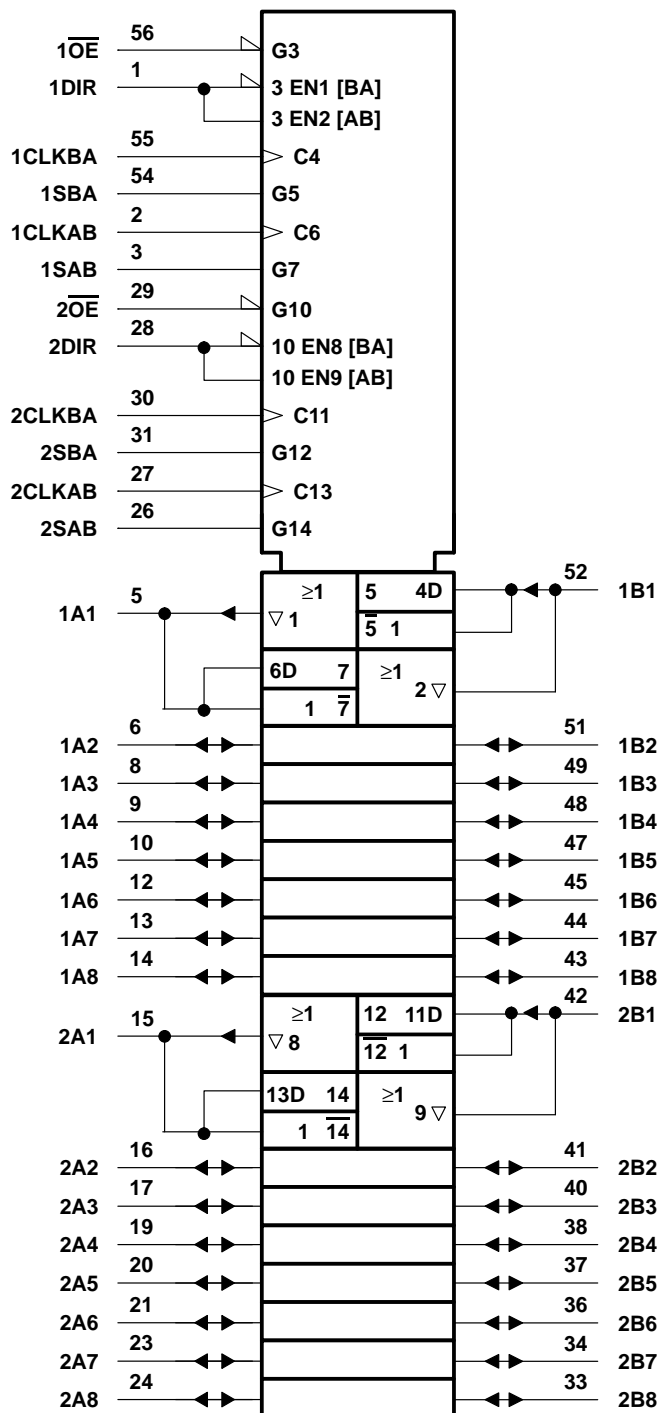 56
1O̅E̅ G3
1
1DIR 3 EN1 [BA]
3 EN2 [AB]
55
1CLKBA C4
54
1SBA G5
2
1CLKAB C6
3
1SAB G7
29
2O̅E̅ G10
28
2DIR 10 EN8 [BA]
10 EN9 [AB]
30
2CLKBA C11
31
2SBA G12
27
2CLKAB C13
26
2SAB G14
5 ≥1 5 4D 52
1A1 ▽ 1 5̅ 1 1B1
6D 7 ≥1
1 7̅ 2 ▽
6 51
1A2 1B2
8 49
1A3 1B3
9 48
1A4 1B4
10 47
1A5 1B5
12 45
1A6 1B6
13 44
1A7 1B7
14 43
1A8 1B8
15 ≥1 12 11D 42
2A1 ▽ 8 1̅2̅ 1 2B1
13D 14 ≥1
1 1̅4̅ 9 ▽
16 41
2A2 2B2
17 40
2A3 2B3
19 38
2A4 2B4
20 37
2A5 2B5
21 36
2A6 2B6
23 34
2A7 2B7
24 33
2A8 2B8